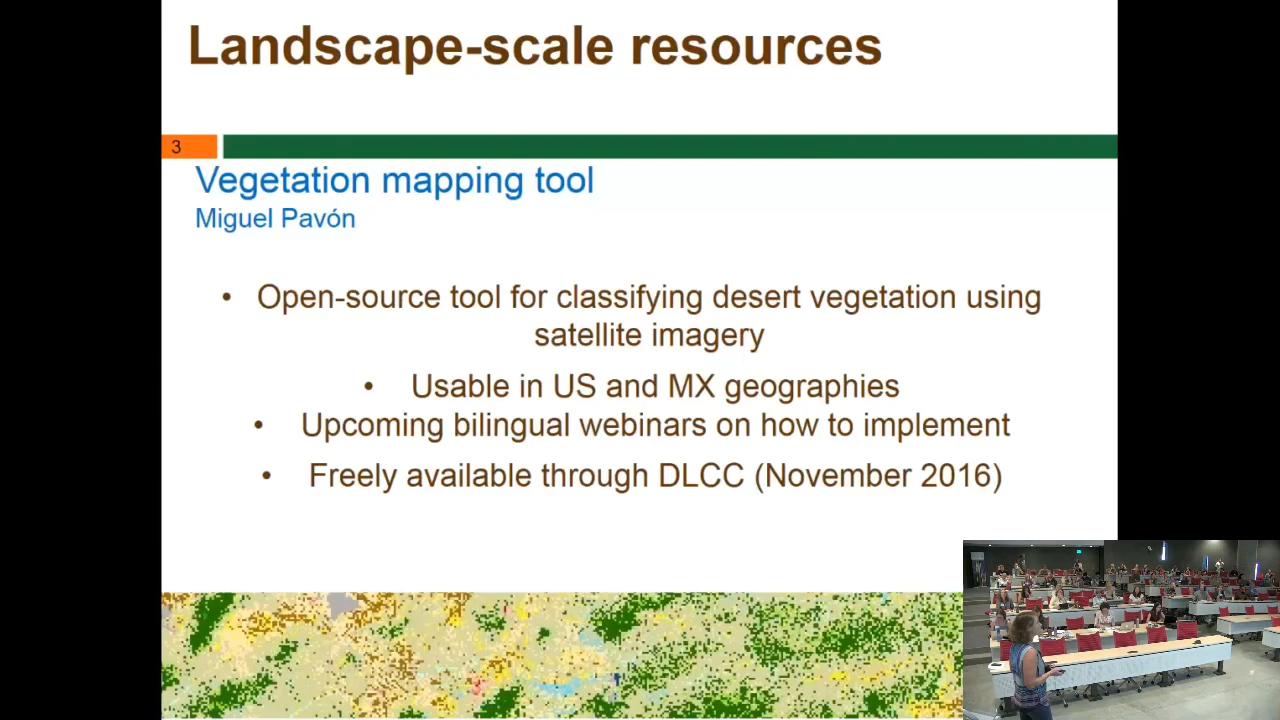 Landscape-scale resources
3
Vegetation mapping tool
Miguel Pavón
• Open-source tool for classifying desert vegetation using
satellite imagery
• Usable in US and MX geographies
• Upcoming bilingual webinars on how to implement
• Freely available through DLCC (November 2016)